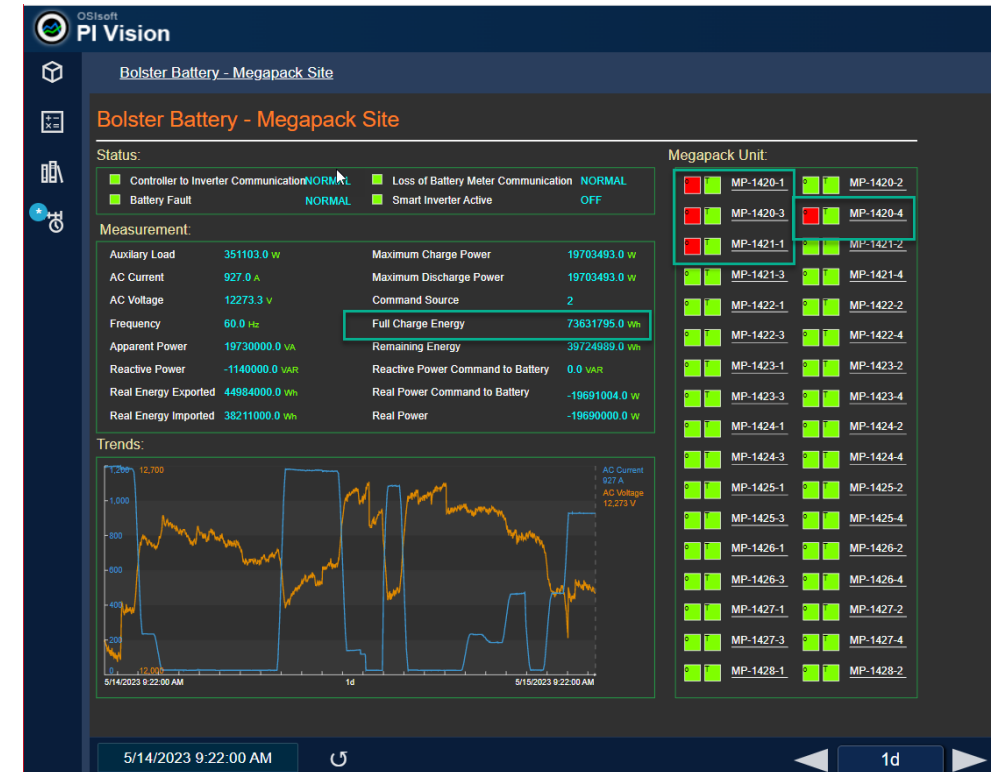 OSIsoft
PI Vision
Bolster Battery - Megapack Site
Bolster Battery - Megapack Site
Status:
Controller to Inverter Communication NORMAL Loss of Battery Meter Communication NORMAL
Battery Fault NORMAL Smart Inverter Active OFF
Measurement:
Auxilary Load 351103.0 W Maximum Charge Power 19703493.0 W
AC Current 927.0 A Maximum Discharge Power 19703493.0 W
AC Voltage 12273.3 V Command Source 2
Frequency 60.0 Hz Full Charge Energy 73631795.0 Wh
Apparent Power 19730000.0 VA Remaining Energy 39724989.0 Wh
Reactive Power -1140000.0 VAR Reactive Power Command to Battery 0.0 VAR
Real Energy Exported 44984000.0 Wh Real Power Command to Battery -19691004.0 W
Real Energy Imported 38211000.0 Wh Real Power -19690000.0 W
Trends:
1,200 12,700
1,000
800
600
400
200
0 12,000
AC Current
927 A
AC Voltage
12,273 V
5/14/2023 9:22:00 AM 1d 5/15/2023 9:22:00 AM
Megapack Unit:
O T MP-1420-1 O T MP-1420-2
O T MP-1420-3 O T MP-1420-4
O T MP-1421-1 O T MP-1421-2
O T MP-1421-3 O T MP-1421-4
O T MP-1422-1 O T MP-1422-2
O T MP-1422-3 O T MP-1422-4
O T MP-1423-1 O T MP-1423-2
O T MP-1423-3 O T MP-1423-4
O T MP-1424-1 O T MP-1424-2
O T MP-1424-3 O T MP-1424-4
O T MP-1425-1 O T MP-1425-2
O T MP-1425-3 O T MP-1425-4
O T MP-1426-1 O T MP-1426-2
O T MP-1426-3 O T MP-1426-4
O T MP-1427-1 O T MP-1427-2
O T MP-1427-3 O T MP-1427-4
O T MP-1428-1 O T MP-1428-2
5/14/2023 9:22:00 AM
1d